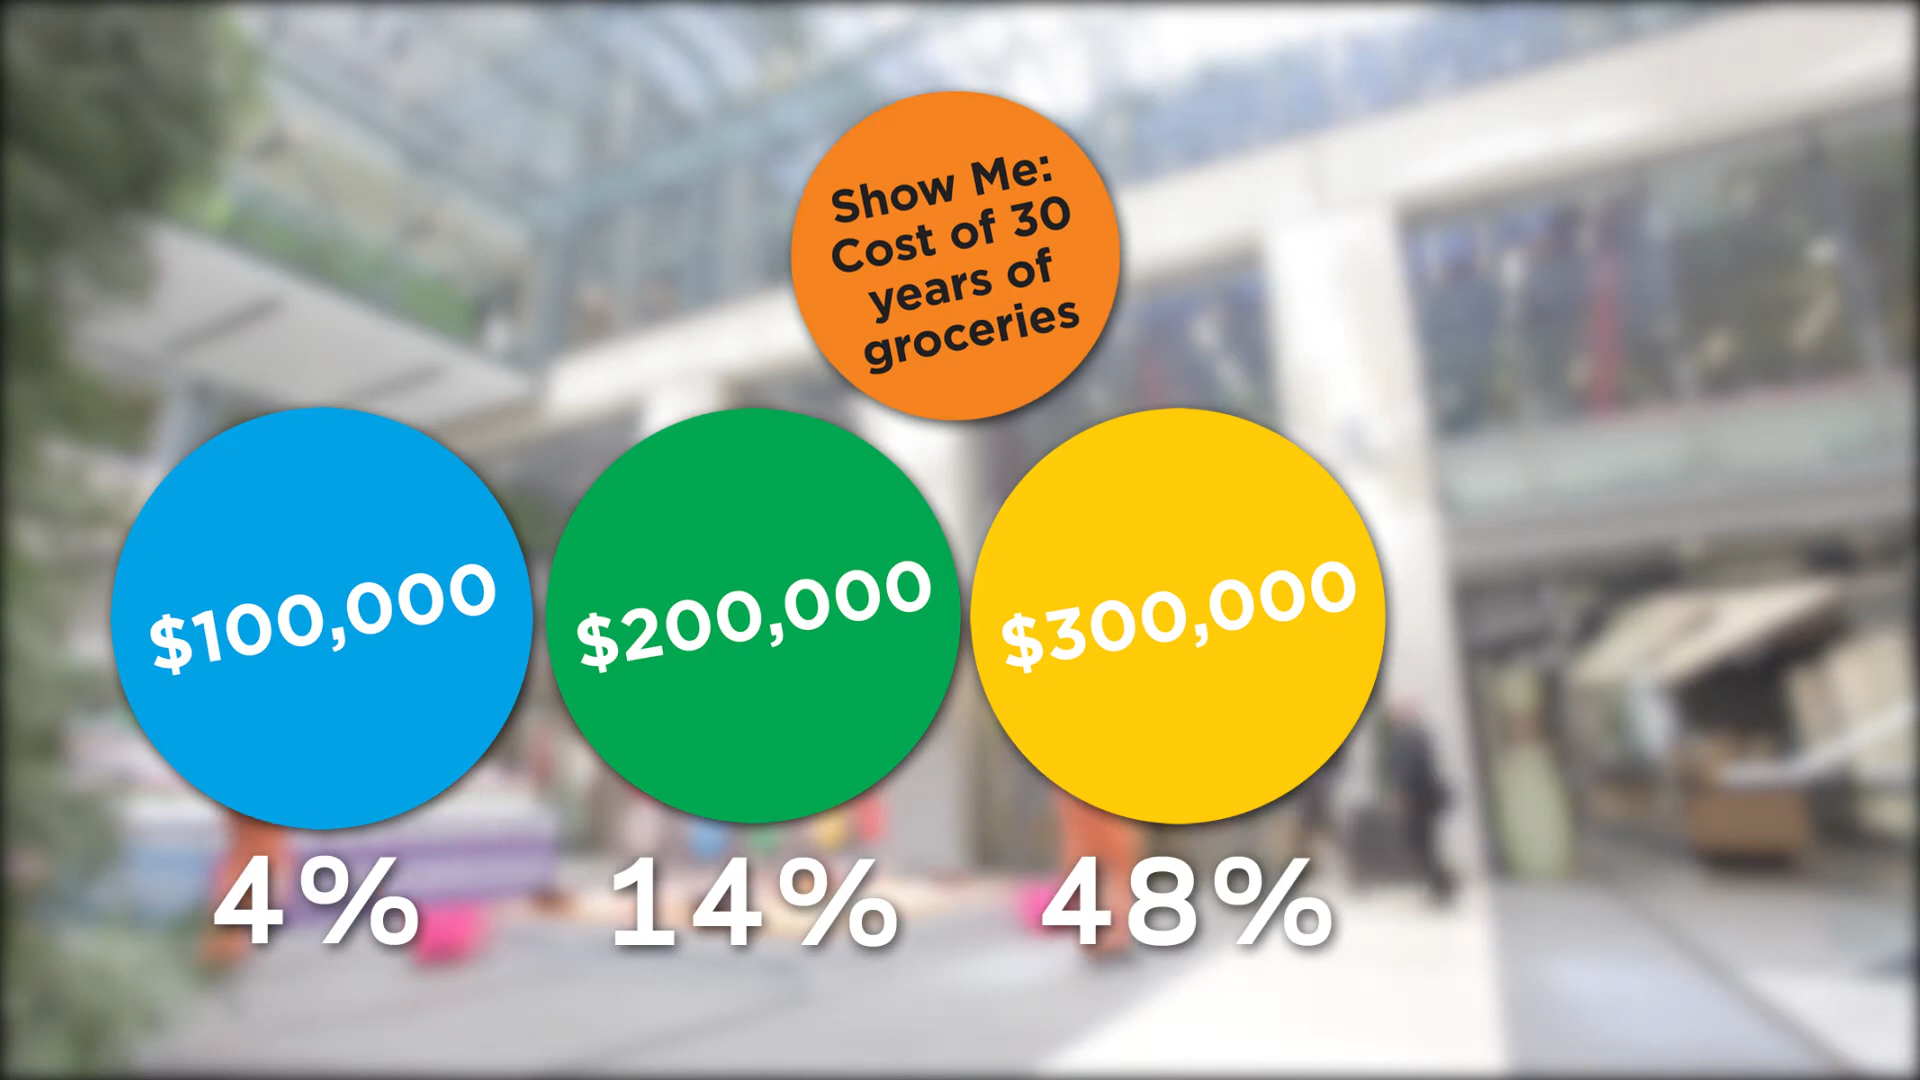 Show Me:
Cost of 30
years of
groceries
$100,000
$200,000
$300,000
4%
14%
48%